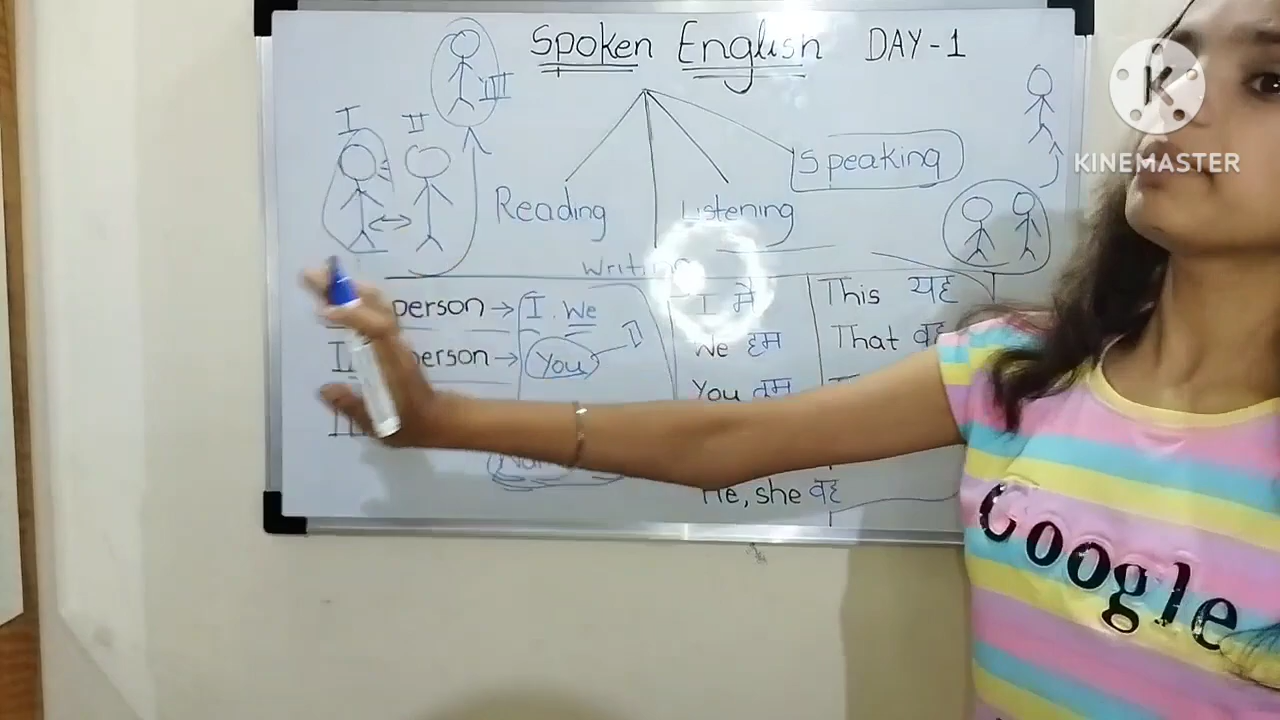 Spoken English DAY-1
III
I II
Reading
Listening
Speaking
KINEMASTER
person → I. We
II person → You II
I मै
We हम
You तुम
He, she वह
This यह
That वह
Google